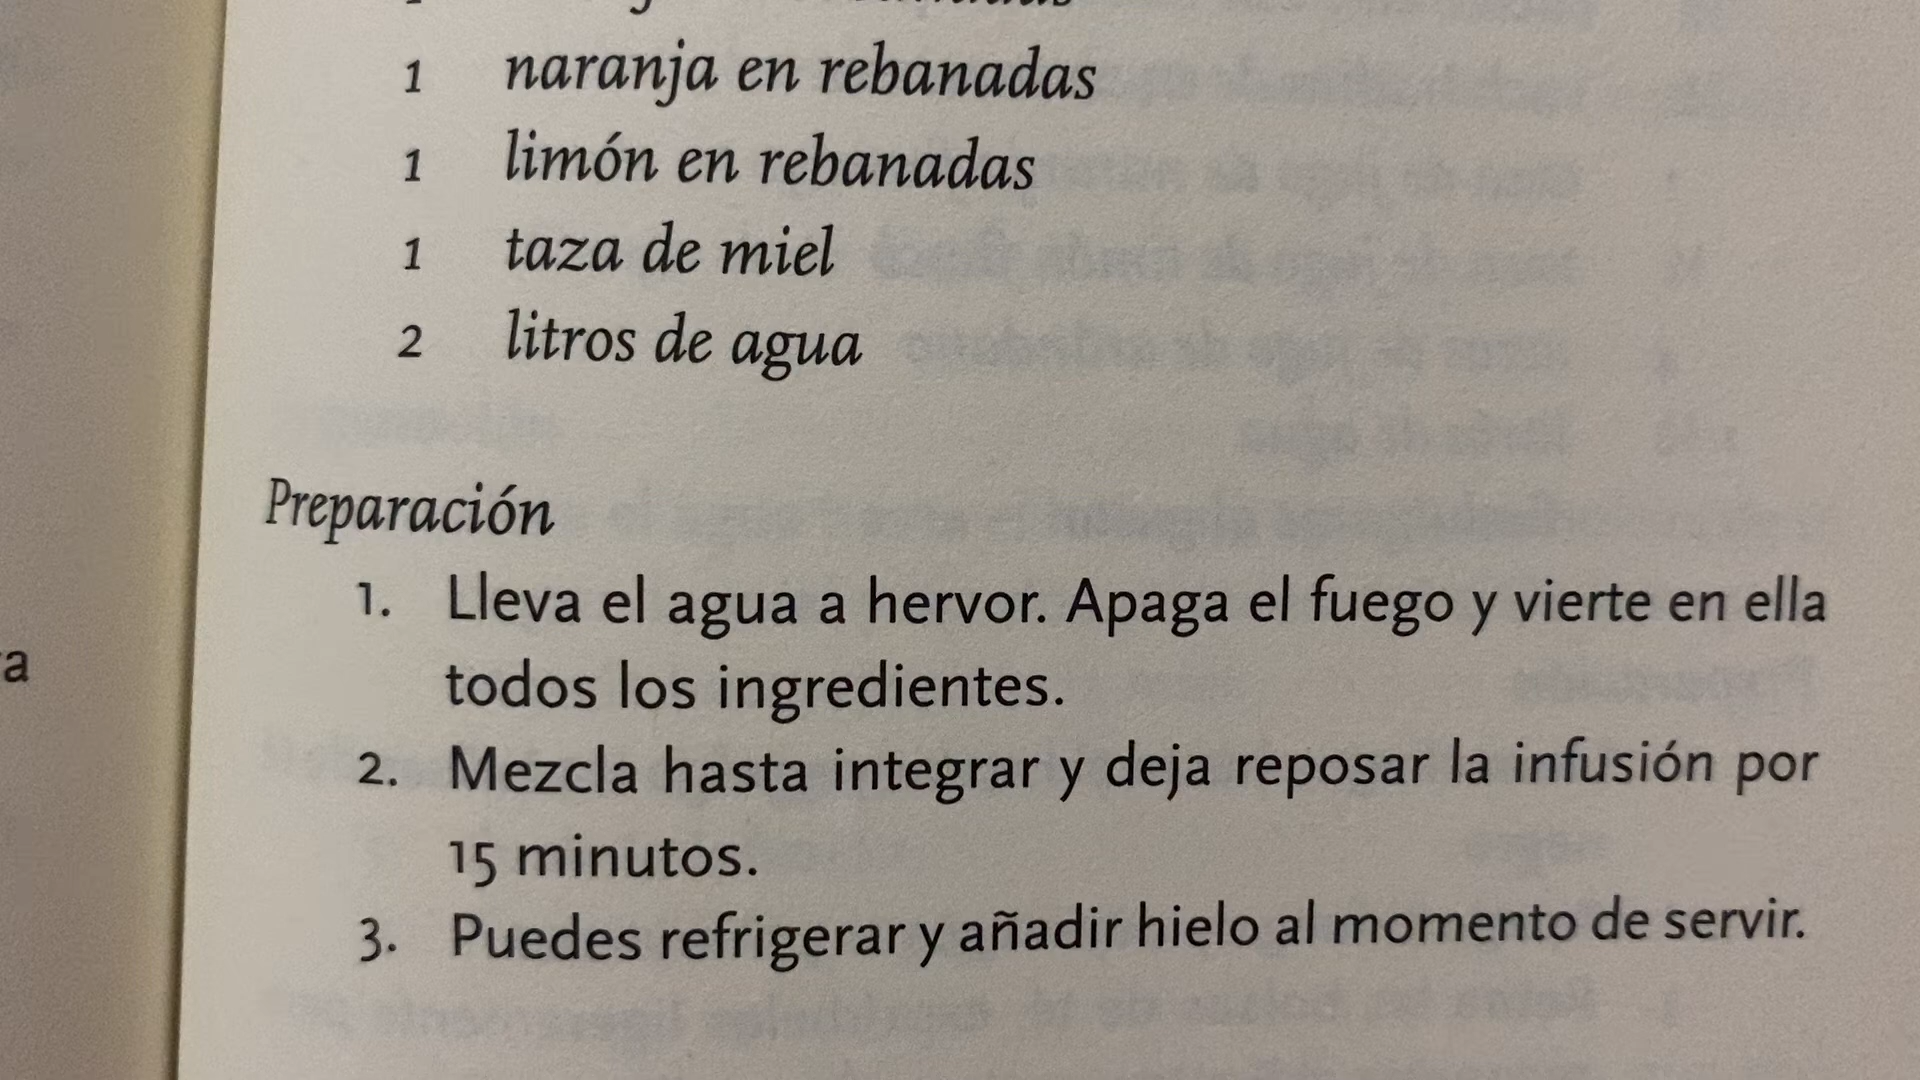 1 naranja en rebanadas
1 limón en rebanadas
1 taza de miel
2 litros de agua
Preparación
1. Lleva el agua a hervor. Apaga el fuego y vierte en ella
todos los ingredientes.
2. Mezcla hasta integrar y deja reposar la infusión por
15 minutos.
3. Puedes refrigerar y añadir hielo al momento de servir.